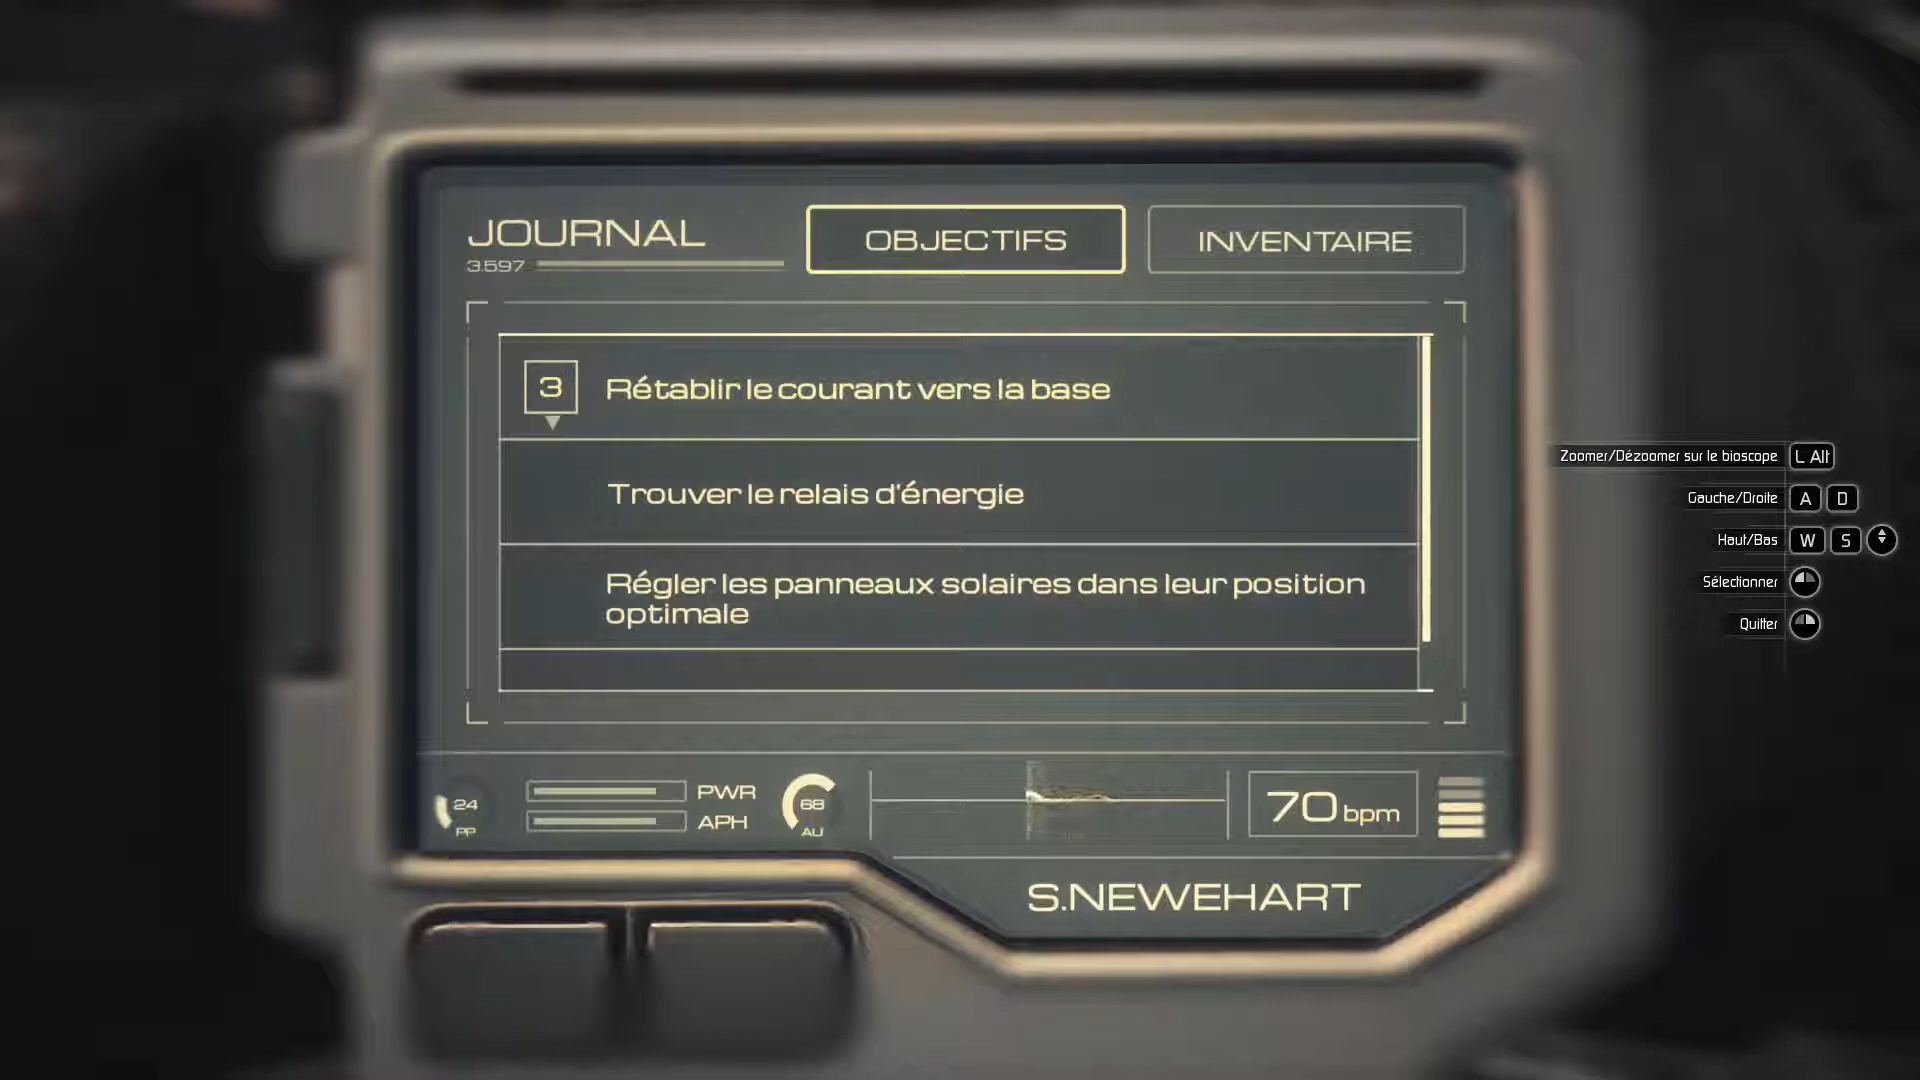 JOURNAL
3.597
OBJECTIFS
INVENTAIRE
3
Rétablir le courant vers la base
Trouver le relais d'énergie
Régler les panneaux solaires dans leur position
optimale
Zoomer/Dézoomer sur le bioscope L Alt
Gauche/Droite A D
Haut/Bas W S
Sélectionner
Quitter
24
PP
PWR
APH
68
AU
70 bpm
S.NEWEHART